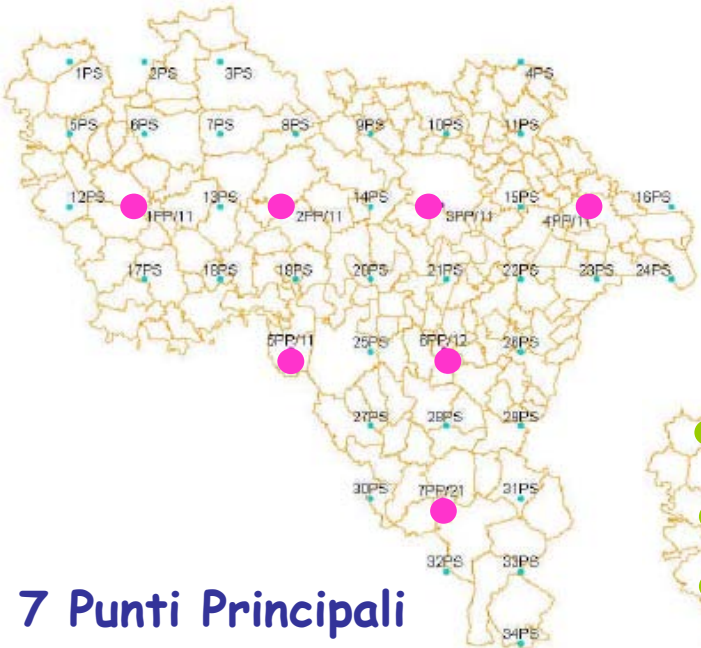 1PS 2PS 3PS 4PS
5PS 6PS 7PS 8PS 9PS 10PS 11PS
12PS 1PP/11 13PS 2PP/11 14PS 3PP/11 15PS 4PP/11 16PS
17PS 18PS 19PS 20PS 21PS 22PS 23PS 24PS
5PP/11 25PS 6PP/12 26PS
27PS 28PS 29PS
30PS 7PP/21 31PS
32PS 33PS
34PS
7 Punti Principali